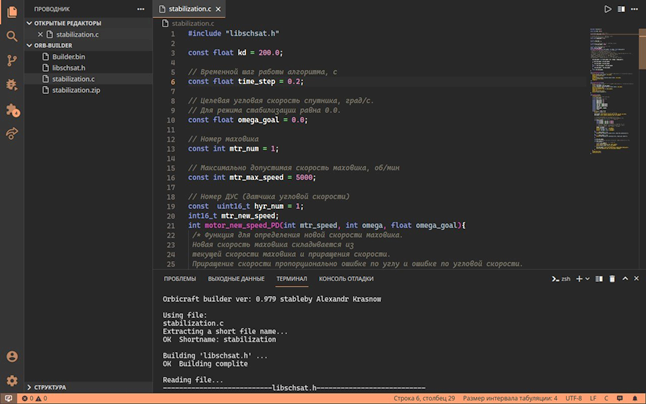 ПРОВОДНИК
ОТКРЫТЫЕ РЕДАКТОРЫ
stabilization.c
ORB-BUILDER
Builder.bin
libschsat.h
stabilization.c
stabilization.zip
СТРУКТУРА
stabilization.c
stabilization.c
1 #include "libschsat.h"
2
3 const float kd = 200.0;
4
5 // Временной шаг работы алгоритма, с
6 const float time_step = 0.2;
7
8 // Целевая угловая скорость спутника, град/с.
9 // Для режима стабилизации равна 0.0.
10 const float omega_goal = 0.0;
11
12 // Номер маховика
13 const int mtr_num = 1;
14
15 // Максимально допустимая скорость маховика, об/мин
16 const int mtr_max_speed = 5000;
17
18 // Номер ДУС (датчика угловой скорости)
19 const uint16_t hyr_num = 1;
20 int16_t mtr_new_speed;
21 int motor_new_speed_PD(int mtr_speed, int omega, float omega_goal){
22 /* Функция для определения новой скорости маховика.
23 Новая скорость маховика складывается из
24 текущей скорости маховика и приращения скорости.
25 Приращение скорости пропорционально ошибке по углу и ошибке по угловой скорости.
ПРОБЛЕМЫ ВЫХОДНЫЕ ДАННЫЕ ТЕРМИНАЛ КОНСОЛЬ ОТЛАДКИ zsh
Orbicraft builder ver: 0.979 stableby Alexandr Krasnow
Using file:
stabilization.c
Extracting a short file name...
OK Shortname: stabilization
Building 'libschsat.h' ...
OK Building complite
Reading file...
---------------------------libschsat.h---------------------------
0 0 Строка 6, столбец 29 Размер интервала табуляции: 4 UTF-8 LF C